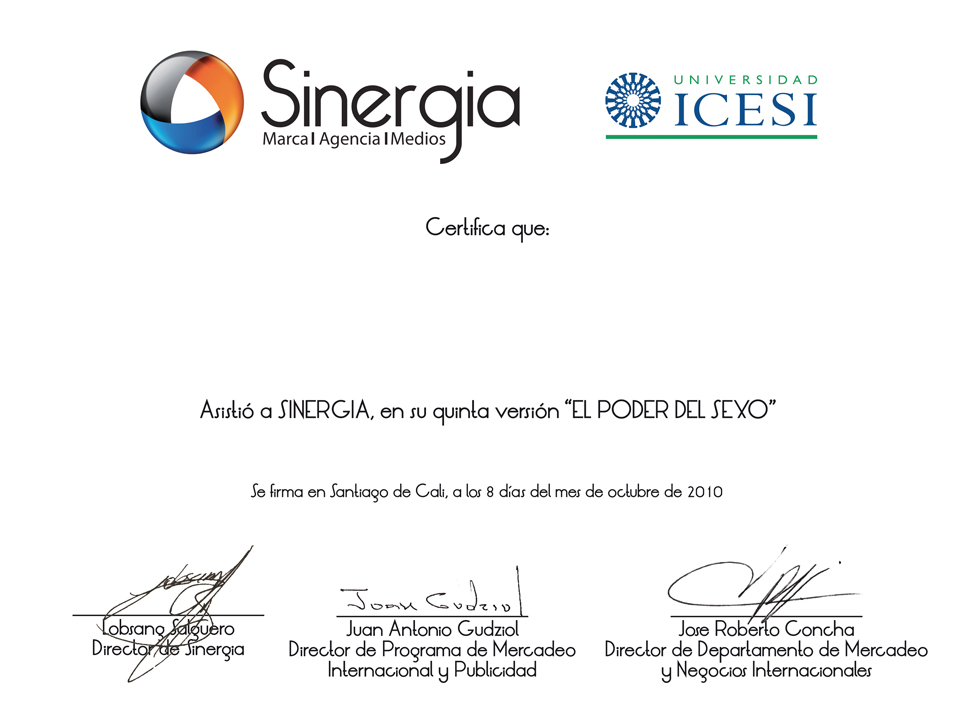 Sinergia
Marca | Agencia | Medios
UNIVERSIDAD
ICESI
Certifica que:
Asistió a SINERGIA, en su quinta versión “EL PODER DEL SEXO”
Se firma en Santiago de Cali, a los 8 días del mes de octubre de 2010
Juan Gudziol
Lobsang Salguero
Director de Sinergia
Juan Antonio Gudziol
Director de Programa de Mercadeo
Internacional y Publicidad
Jose Roberto Concha
Director de Departamento de Mercadeo
y Negocios Internacionales